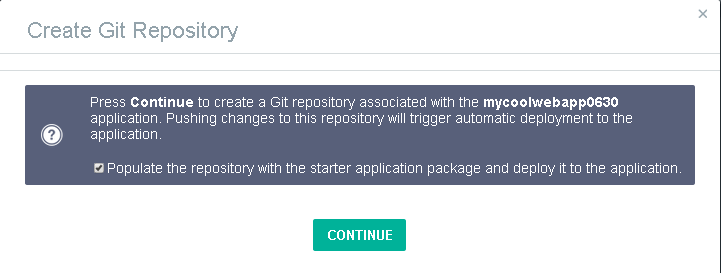 ×
Create Git Repository
Press Continue to create a Git repository associated with the mycoolwebapp0630
application. Pushing changes to this repository will trigger automatic deployment to the
application.
?
Populate the repository with the starter application package and deploy it to the application.
CONTINUE